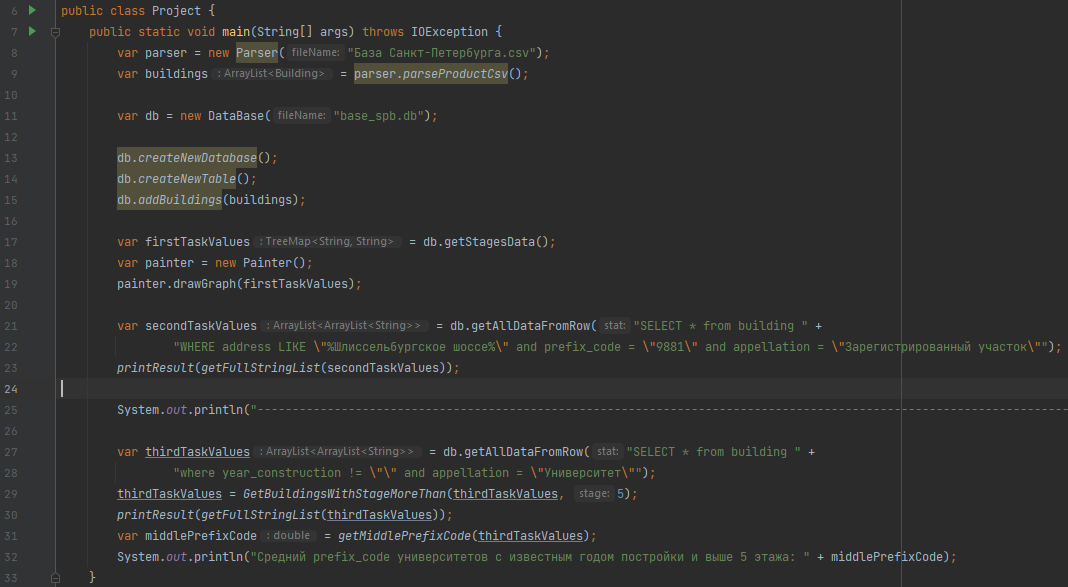 6 public class Project {
7 public static void main(String[] args) throws IOException {
8 var parser = new Parser( fileName: "База Санкт-Петербурга.csv");
9 var buildings : ArrayList<Building> = parser.parseProductCsv();
10
11 var db = new DataBase( fileName: "base_spb.db");
12
13 db.createNewDatabase();
14 db.createNewTable();
15 db.addBuildings(buildings);
16
17 var firstTaskValues : TreeMap<String, String> = db.getStagesData();
18 var painter = new Painter();
19 painter.drawGraph(firstTaskValues);
20
21 var secondTaskValues : ArrayList<ArrayList<String>> = db.getAllDataFromRow( stat: "SELECT * from building " +
22 "WHERE address LIKE \"%Шлиссельбургское шоссе%\" and prefix_code = \"9881\" and appellation = \"Зарегистрированный участок\"");
23 printResult(getFullStringList(secondTaskValues));
24
25 System.out.println("--------------------------------------------------------------------------------------------------------------------
26
27 var thirdTaskValues : ArrayList<ArrayList<String>> = db.getAllDataFromRow( stat: "SELECT * from building " +
28 "where year_construction != \"\" and appellation = \"Университет\"");
29 thirdTaskValues = GetBuildingsWithStageMoreThan(thirdTaskValues, stage: 5);
30 printResult(getFullStringList(thirdTaskValues));
31 var middlePrefixCode : double = getMiddlePrefixCode(thirdTaskValues);
32 System.out.println("Средний prefix_code университетов с известным годом постройки и выше 5 этажа: " + middlePrefixCode);
33 }